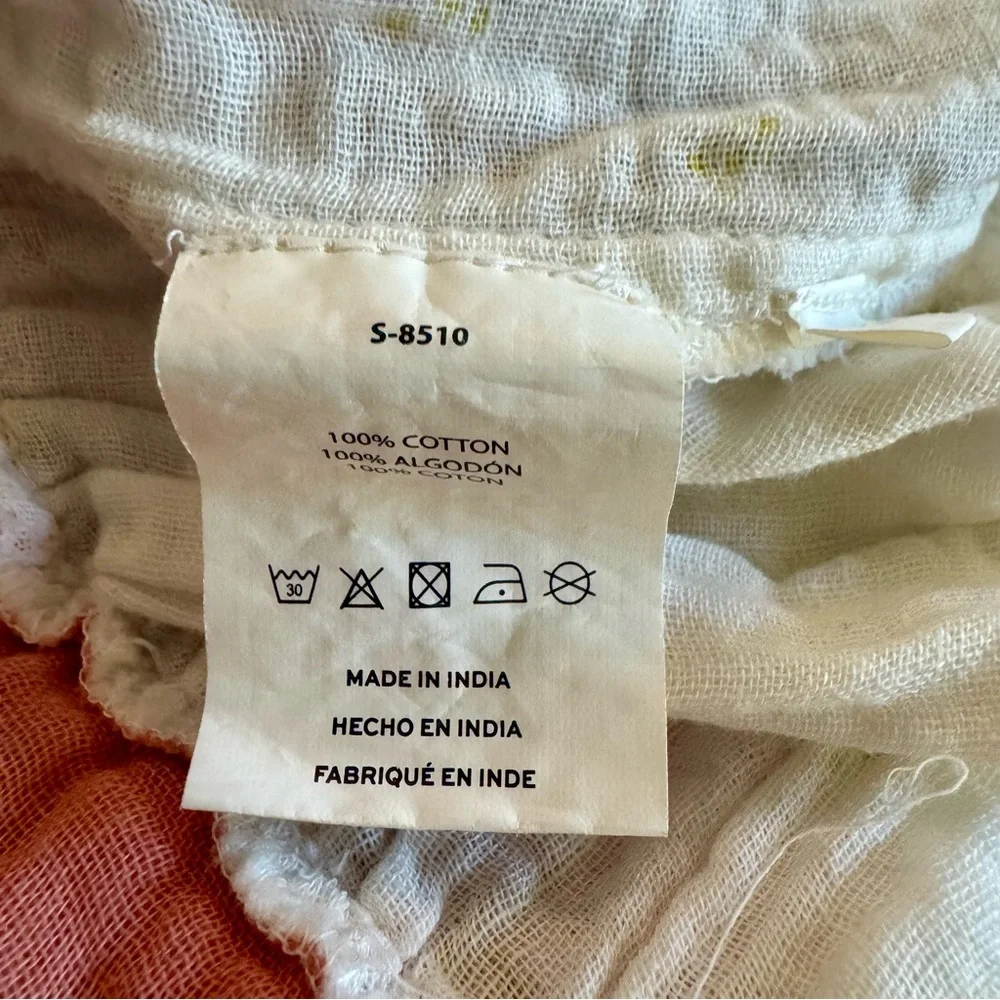 S-8510
100% COTTON
100% ALGODÓN
100% COTON
30
MADE IN INDIA
HECHO EN INDIA
FABRIQUÉ EN INDE